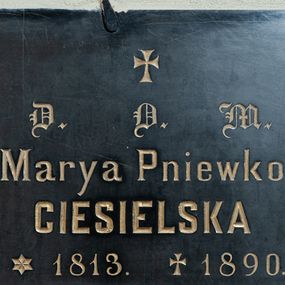 D. O. M.
Marya Pniewko
CIESIELSKA
* 1813. ✝ 1890.